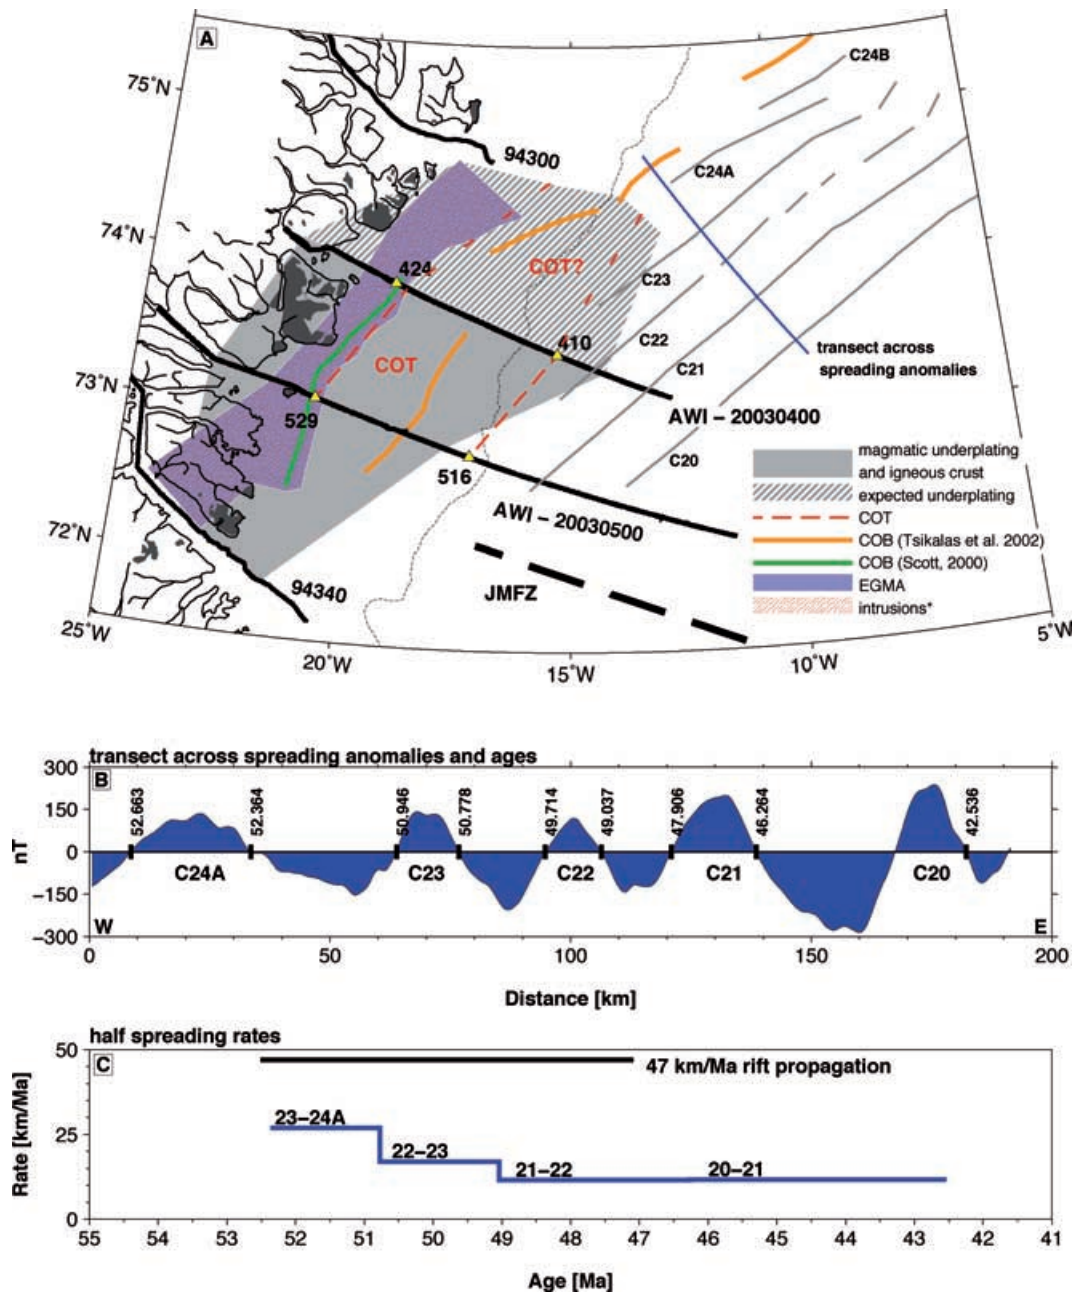 A
75°N
74°N
73°N
72°N
25°W
20°W
15°W
10°W
5°W
94300
C24B
C24A
424
COT?
C23
COT
410
C22
C21
transect across
spreading anomalies
529
AWI – 20030400
516
C20
AWI – 20030500
94340
JMFZ
magmatic underplating
and igneous crust
expected underplating
COT
COB (Tsikalas et al. 2002)
COB (Scott, 2000)
EGMA
intrusions*
transect across spreading anomalies and ages
B
300
150
0
−150
−300
nT
52.663
52.364
50.946
50.778
49.714
49.037
47.906
46.264
42.536
C24A
C23
C22
C21
C20
W
E
0 50 100 150 200
Distance [km]
half spreading rates
C
50
25
0
Rate [km/Ma]
47 km/Ma rift propagation
23–24A
22–23
21–22
20–21
55 54 53 52 51 50 49 48 47 46 45 44 43 42 41
Age [Ma]